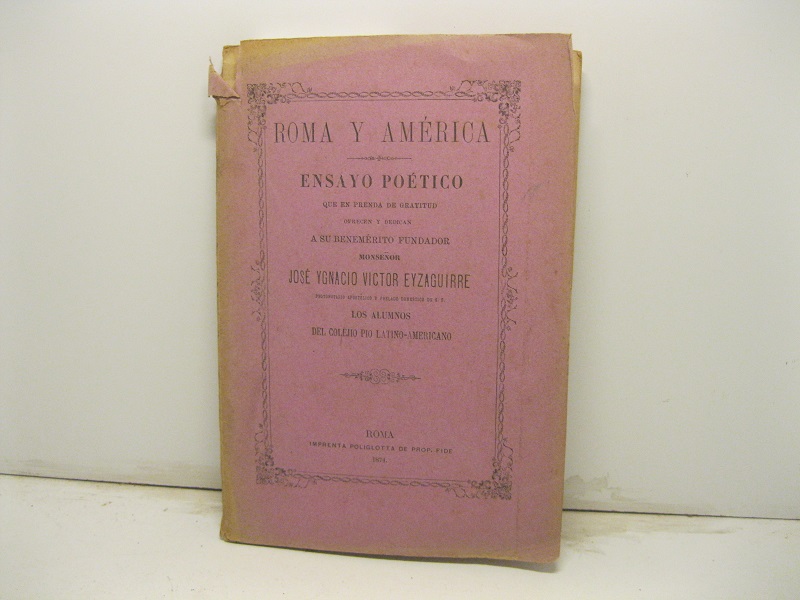 ROMA Y AMÉRICA
ENSAYO POÉTICO
QUE EN PRENDA DE GRATITUD
OFRECEN Y DEDICAN
A SU BENEMÉRITO FUNDADOR
MONSEÑOR
JOSÉ YGNACIO VICTOR EYZAGUIRRE
LOS ALUMNOS
DEL COLEJIO PIO LATINO-AMERICANO
ROMA
IMPRENTA POLIGLOTTA DE PROP. FIDE